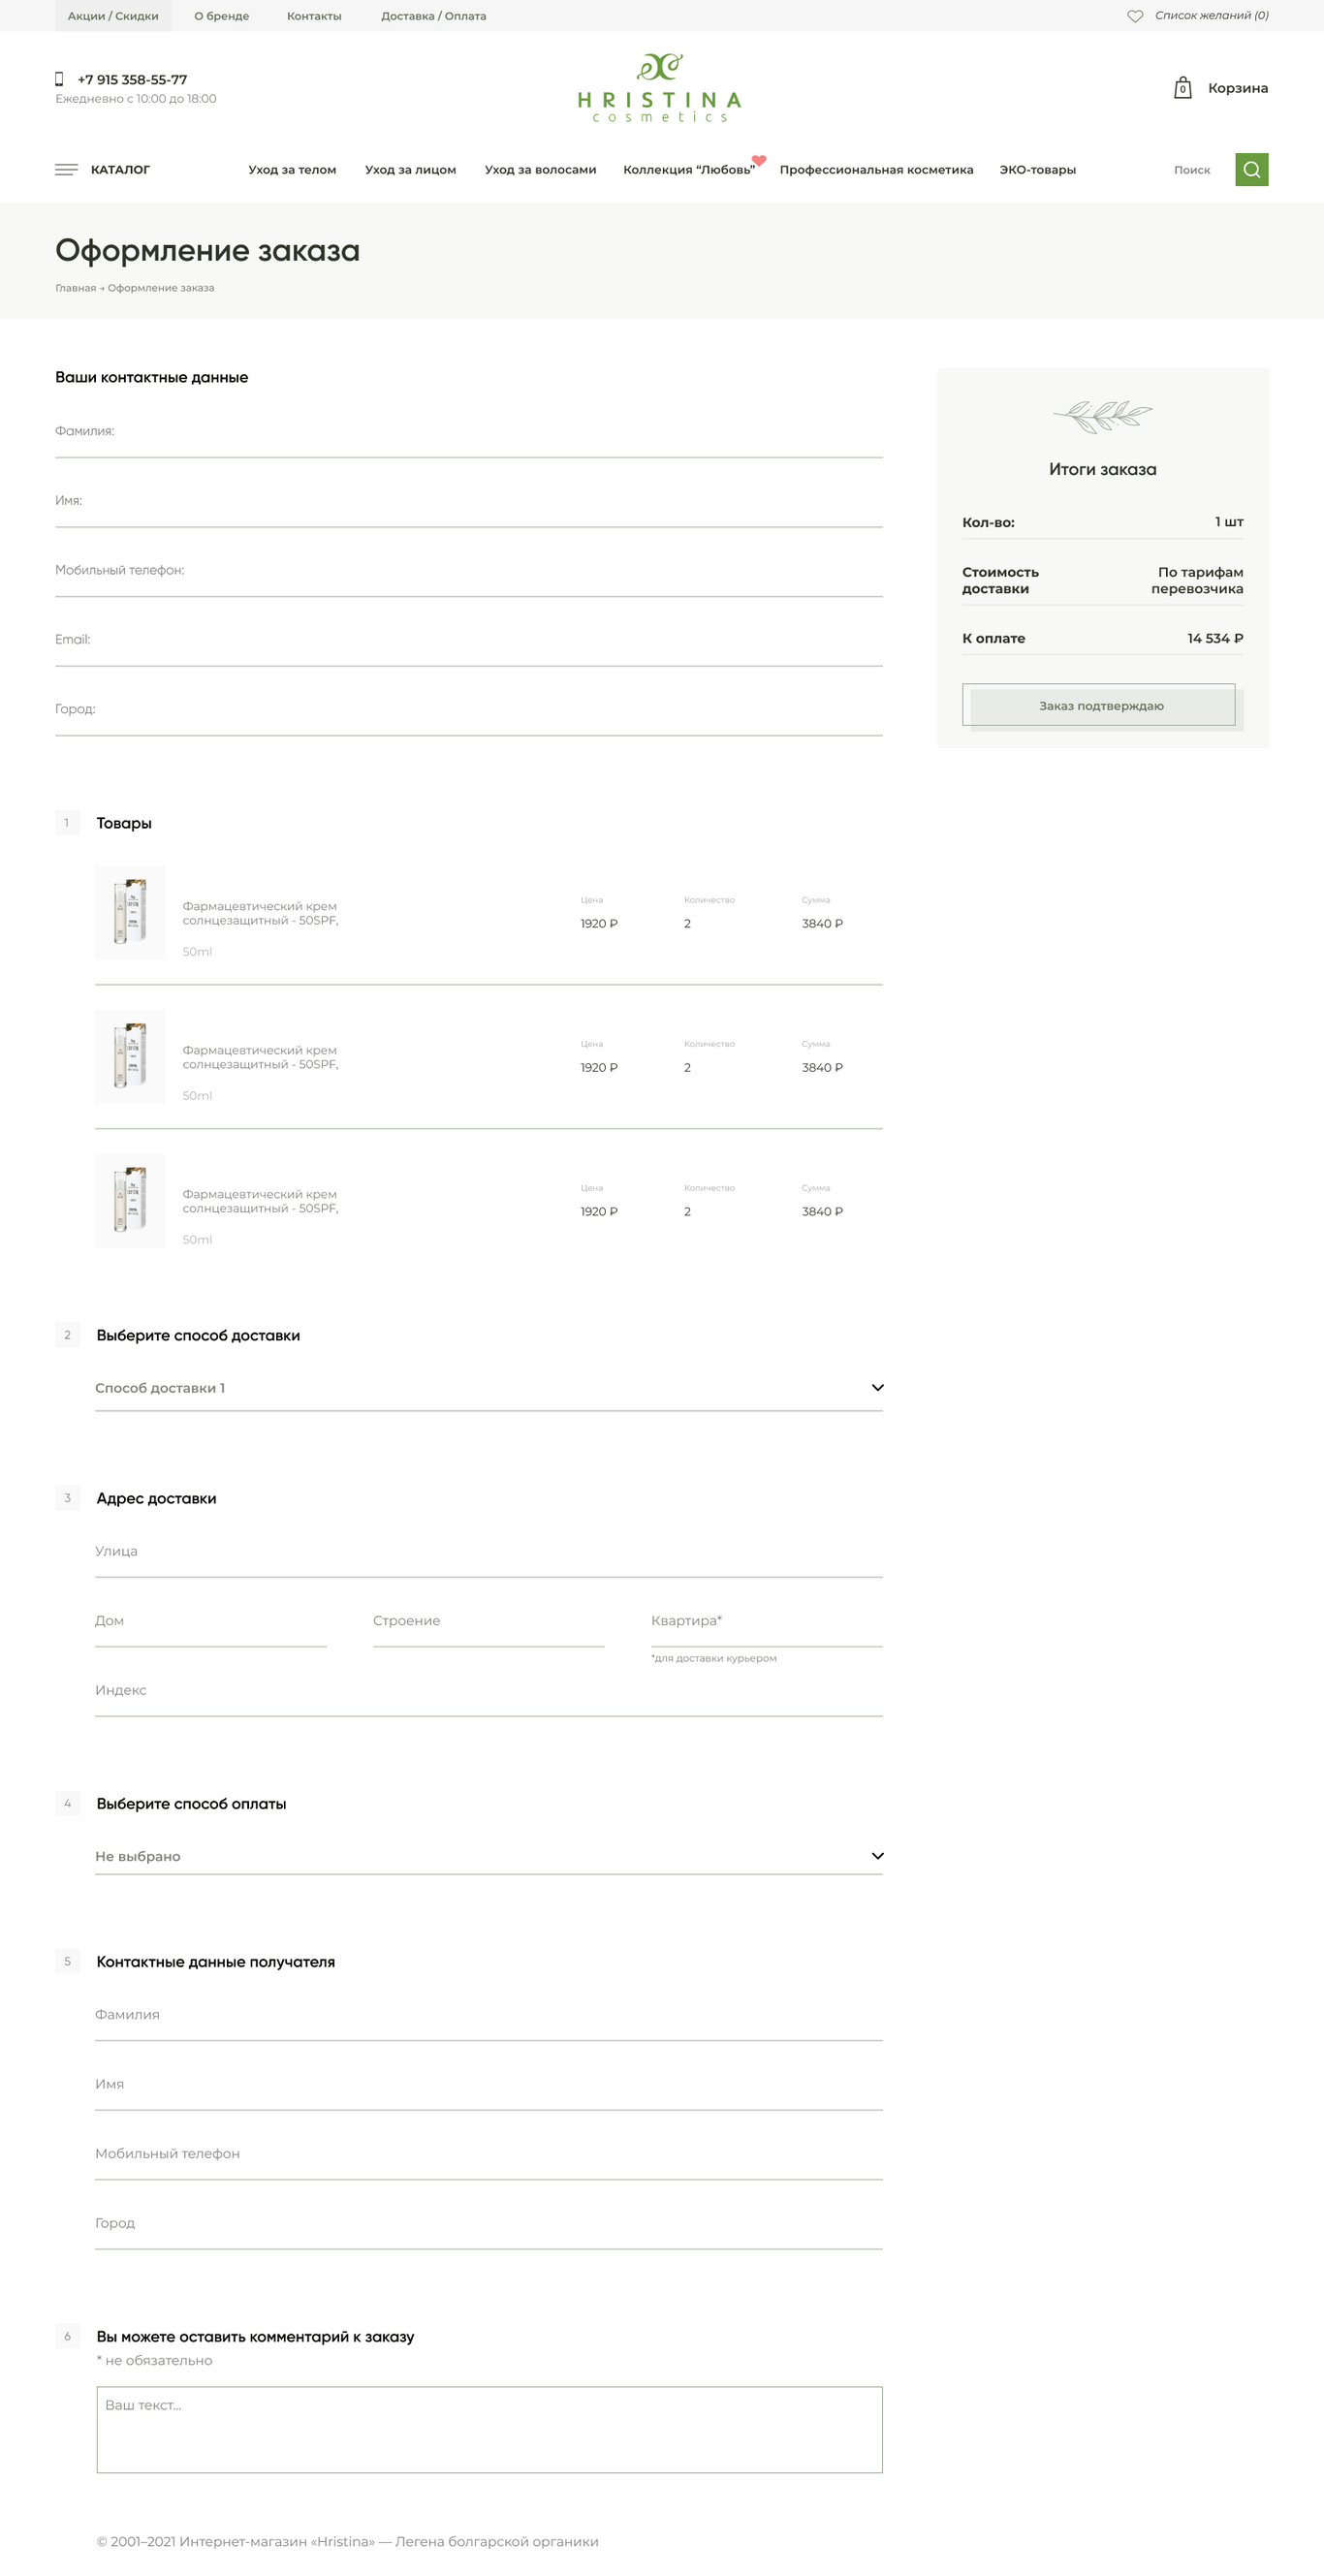 Акции / Скидки
О бренде
Контакты
Доставка / Оплата
Список желаний (0)
+7 915 358-55-77
Ежедневно с 10:00 до 18:00
HRISTINA
cosmetics
0
Корзина
КАТАЛОГ
Уход за телом
Уход за лицом
Уход за волосами
Коллекция “Любовь”
Профессиональная косметика
ЭКО-товары
Поиск
Оформление заказа
Главная → Оформление заказа
Ваши контактные данные
Фамилия:
Имя:
Мобильный телефон:
Email:
Город:
Итоги заказа
Кол-во: 1 шт
Стоимость По тарифам
доставки перевозчика
К оплате 14 534 ₽
Заказ подтверждаю
1 Товары
Фармацевтический крем
солнцезащитный - 50SPF,
50ml
Цена Количество Сумма
1920 ₽ 2 3840 ₽
Фармацевтический крем
солнцезащитный - 50SPF,
50ml
Цена Количество Сумма
1920 ₽ 2 3840 ₽
Фармацевтический крем
солнцезащитный - 50SPF,
50ml
Цена Количество Сумма
1920 ₽ 2 3840 ₽
2 Выберите способ доставки
Способ доставки 1
3 Адрес доставки
Улица
Дом Строение Квартира*
*для доставки курьером
Индекс
4 Выберите способ оплаты
Не выбрано
5 Контактные данные получателя
Фамилия
Имя
Мобильный телефон
Город
6 Вы можете оставить комментарий к заказу
* не обязательно
Ваш текст...
© 2001–2021 Интернет-магазин «Hristina» — Легена болгарской органики